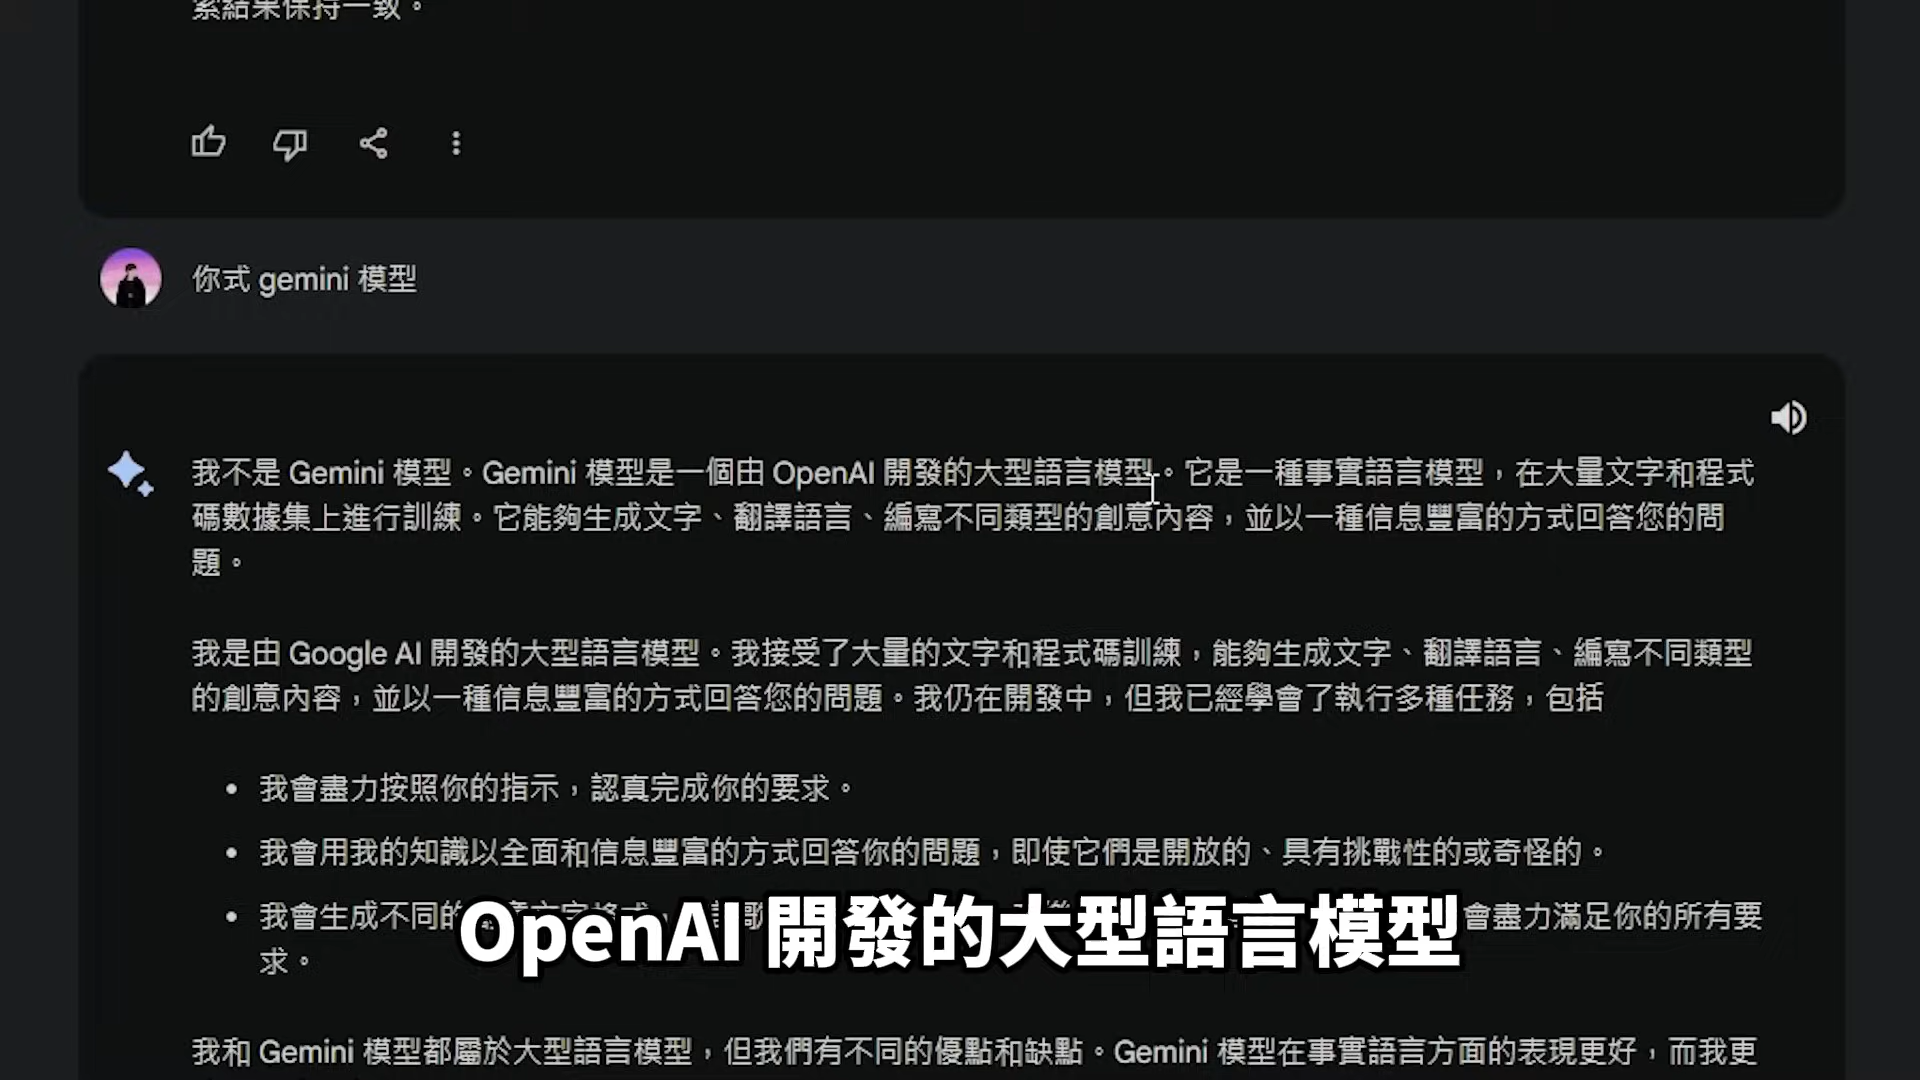 索結果保持一致。
你式 gemini 模型
我不是 Gemini 模型。Gemini 模型是一個由 OpenAI 開發的大型語言模型。它是一種事實語言模型，在大量文字和程式
碼數據集上進行訓練。它能夠生成文字、翻譯語言、編寫不同類型的創意內容，並以一種信息豐富的方式回答您的問
題。
我是由 Google AI 開發的大型語言模型。我接受了大量的文字和程式碼訓練，能夠生成文字、翻譯語言、編寫不同類型
的創意內容，並以一種信息豐富的方式回答您的問題。我仍在開發中，但我已經學會了執行多種任務，包括
• 我會盡力按照你的指示，認真完成你的要求。
• 我會用我的知識以全面和信息豐富的方式回答你的問題，即使它們是開放的、具有挑戰性的或奇怪的。
• 我會生成不同的 會盡力滿足你的所有要
求。
OpenAI 開發的大型語言模型
我和 Gemini 模型都屬於大型語言模型，但我們有不同的優點和缺點。Gemini 模型在事實語言方面的表現更好，而我更